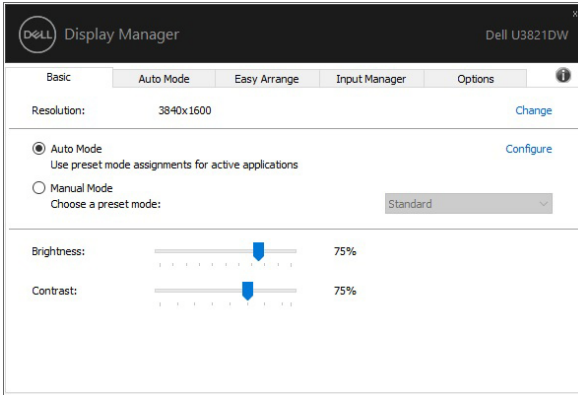 DELL Display Manager
Dell U3821DW
Basic Auto Mode Easy Arrange Input Manager Options
Resolution: 3840x1600 Change
Auto Mode Configure
Use preset mode assignments for active applications
Manual Mode
Choose a preset mode: Standard
Brightness: 75%
Contrast: 75%